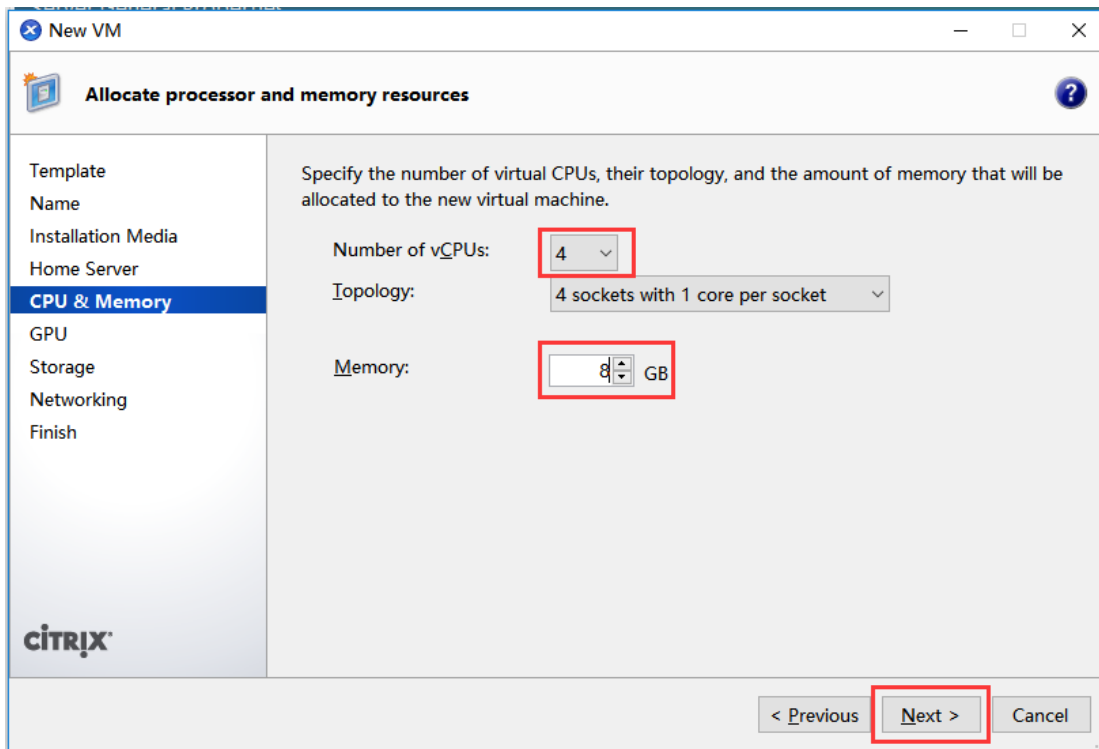 New VM
Allocate processor and memory resources
?
Template
Name
Installation Media
Home Server
CPU & Memory
GPU
Storage
Networking
Finish
Specify the number of virtual CPUs, their topology, and the amount of memory that will be
allocated to the new virtual machine.
Number of vCPUs: 4
Topology: 4 sockets with 1 core per socket
Memory: 8 GB
CITRIX
< Previous Next > Cancel